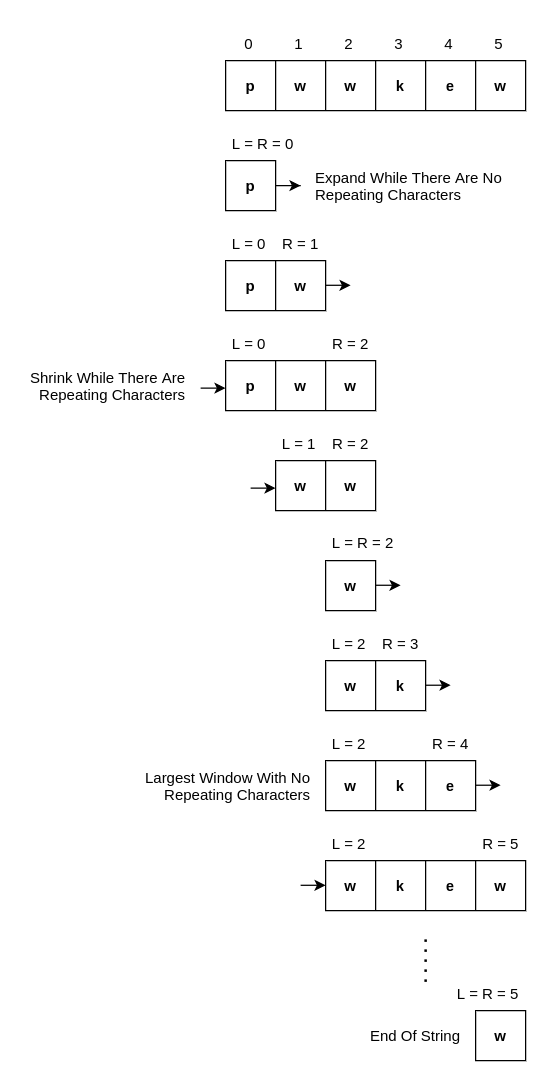 0 1 2 3 4 5
p w w k e w
L = R = 0
p
Expand While There Are No
Repeating Characters
L = 0 R = 1
p w
L = 0 R = 2
Shrink While There Are
Repeating Characters
p w w
L = 1 R = 2
w w
L = R = 2
w
L = 2 R = 3
w k
L = 2 R = 4
Largest Window With No
Repeating Characters
w k e
L = 2 R = 5
w k e w
L = R = 5
End Of String w